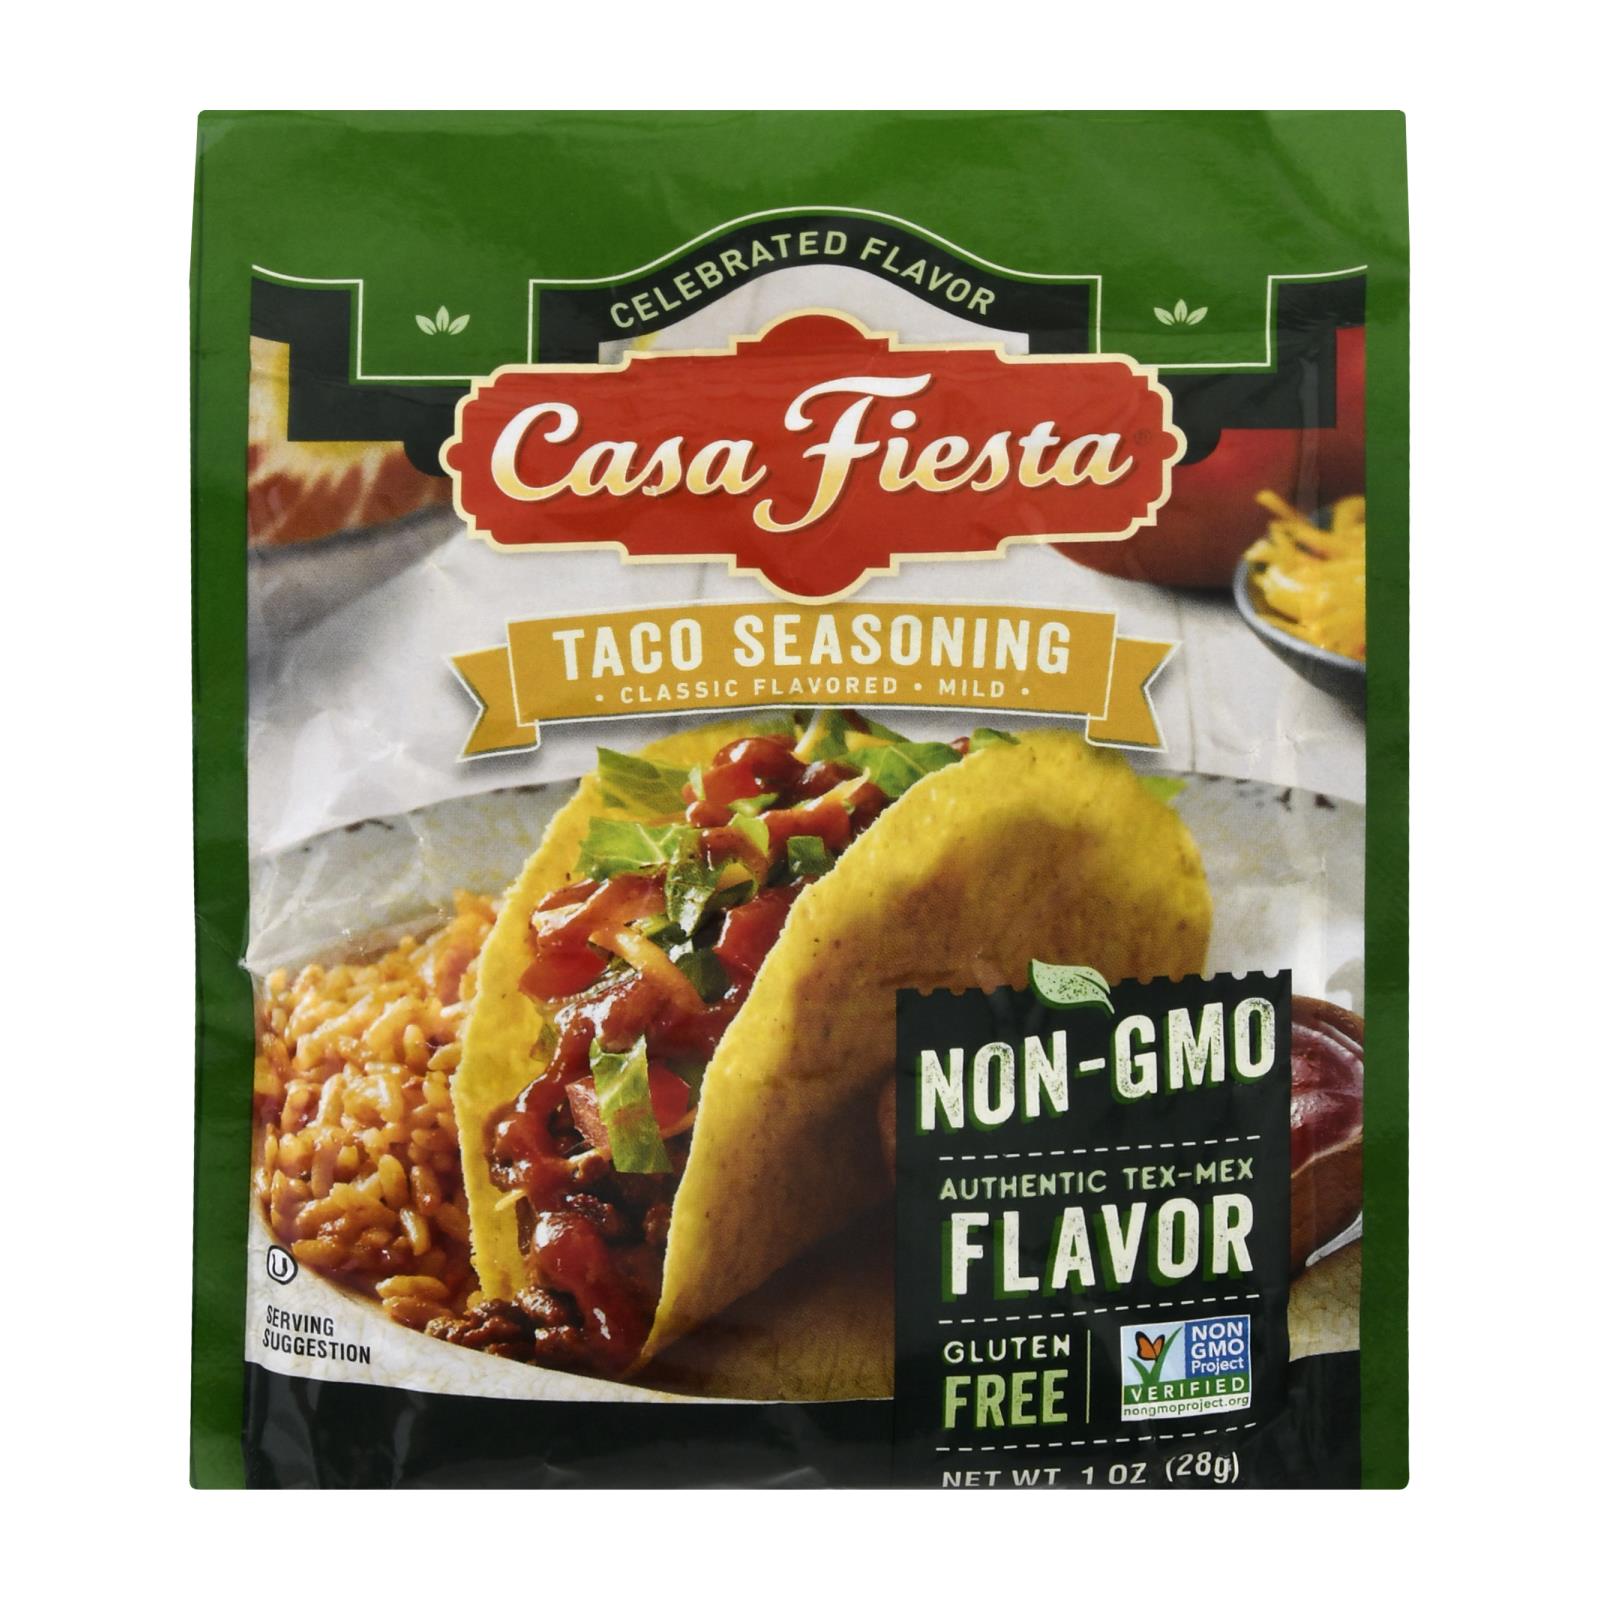 CELEBRATED FLAVOR
Casa Fiesta®
TACO SEASONING
• CLASSIC FLAVORED • MILD •
NON-GMO
AUTHENTIC TEX-MEX
FLAVOR
GLUTEN
FREE
NON
GMO
Project
VERIFIED
nongmoproject.org
NET WT 1 OZ (28g)
U
SERVING
SUGGESTION